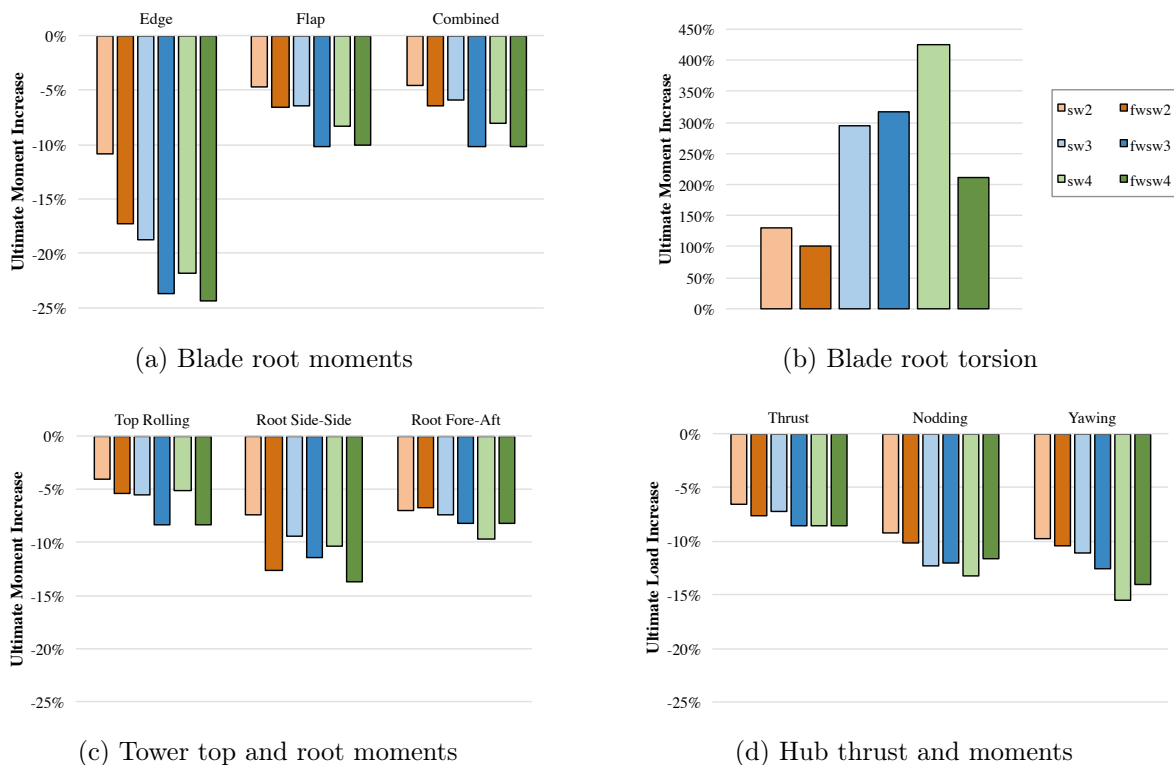 Edge Flap Combined
0%
-5%
-10%
-15%
-20%
-25%
Ultimate Moment Increase
(a) Blade root moments
450%
400%
350%
300%
250%
200%
150%
100%
50%
0%
Ultimate Moment Increase
sw2 fwsw2
sw3 fwsw3
sw4 fwsw4
(b) Blade root torsion
Top Rolling Root Side-Side Root Fore-Aft
0%
-5%
-10%
-15%
-20%
-25%
Ultimate Moment Increase
(c) Tower top and root moments
Thrust Nodding Yawing
0%
-5%
-10%
-15%
-20%
-25%
Ultimate Load Increase
(d) Hub thrust and moments